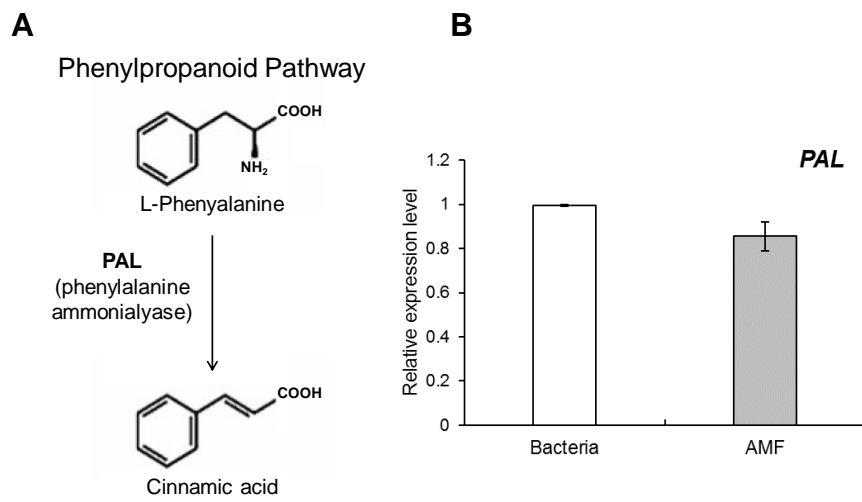 A
Phenylpropanoid Pathway
COOH
NH₂
L-Phenyalanine
PAL
(phenylalanine
ammonialyase)
COOH
Cinnamic acid
B
PAL
Relative expression level
1.2
1
0.8
0.6
0.4
0.2
0
Bacteria
AMF